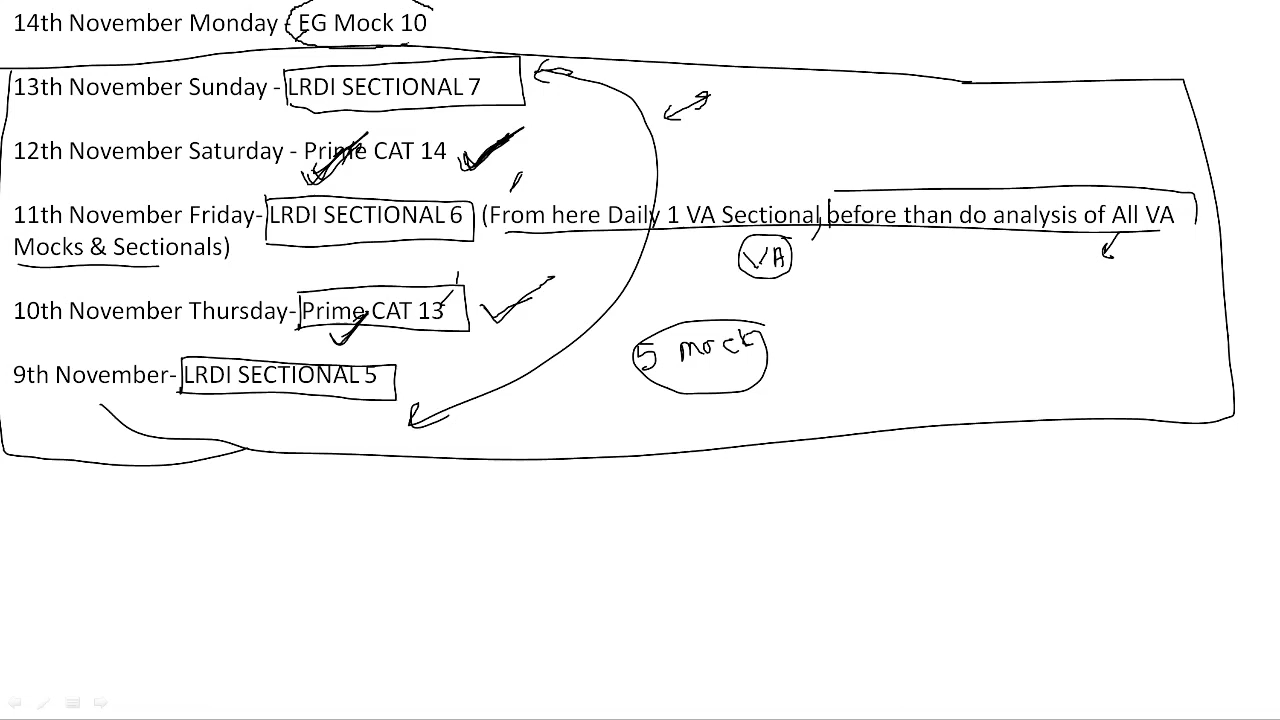 14th November Monday - EG Mock 10
13th November Sunday - LRDI SECTIONAL 7
12th November Saturday - Prime CAT 14
11th November Friday- LRDI SECTIONAL 6 (From here Daily 1 VA Sectional, before than do analysis of All VA
Mocks & Sectionals)
VA
10th November Thursday- Prime CAT 13
5 mock
9th November- LRDI SECTIONAL 5